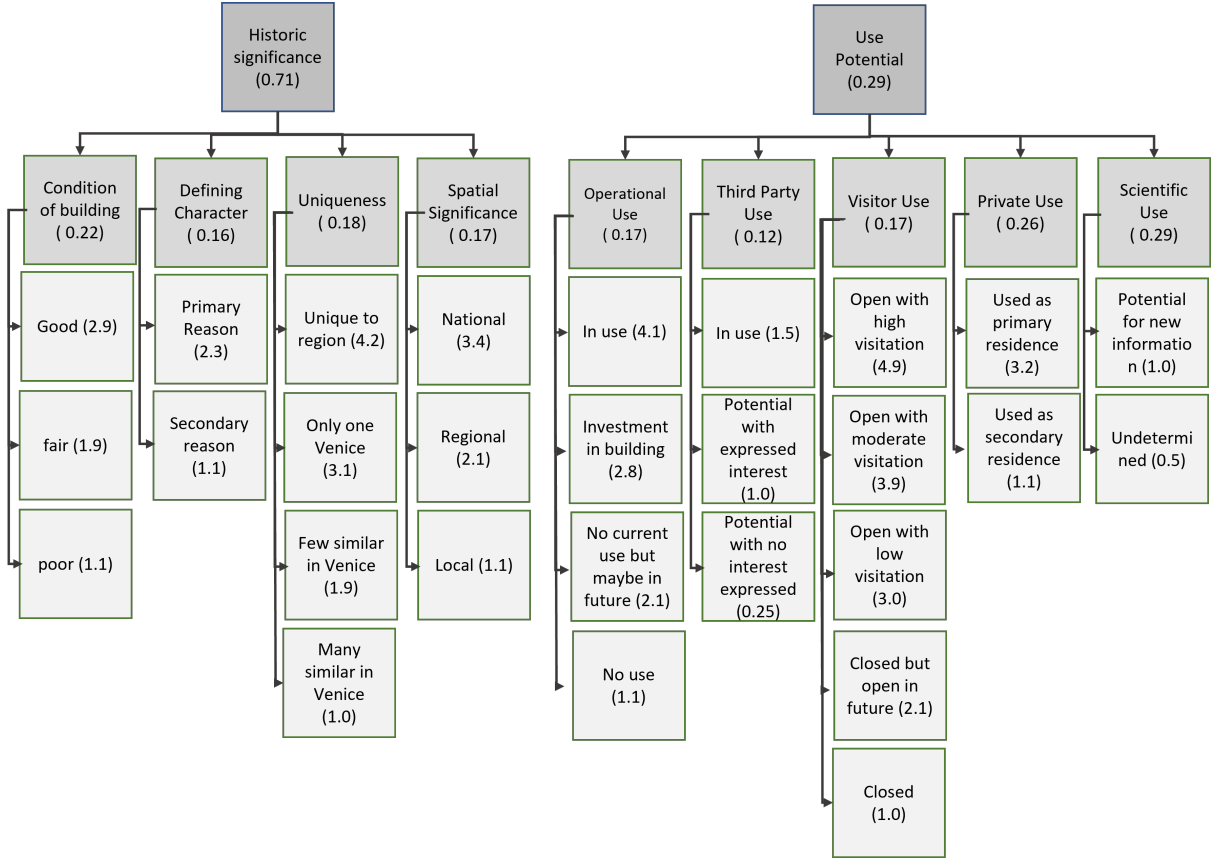 Historic
significance
(0.71)
Use
Potential
(0.29)
Condition
of building
( 0.22)
Defining
Character
( 0.16)
Uniqueness
( 0.18)
Spatial
Significance
( 0.17)
Operational
Use
( 0.17)
Third Party
Use
( 0.12)
Visitor Use
( 0.17)
Private Use
( 0.26)
Scientific
Use
( 0.29)
Good (2.9)
fair (1.9)
poor (1.1)
Primary
Reason
(2.3)
Secondary
reason
(1.1)
Unique to
region (4.2)
Only one
Venice
(3.1)
Few similar
in Venice
(1.9)
Many
similar in
Venice
(1.0)
National
(3.4)
Regional
(2.1)
Local (1.1)
In use (4.1)
Investment
in building
(2.8)
No current
use but
maybe in
future (2.1)
No use
(1.1)
In use (1.5)
Potential
with
expressed
interest
(1.0)
Potential
with no
interest
expressed
(0.25)
Open with
high
visitation
(4.9)
Open with
moderate
visitation
(3.9)
Open with
low
visitation
(3.0)
Closed but
open in
future (2.1)
Closed
(1.0)
Used as
primary
residence
(3.2)
Used as
secondary
residence
(1.1)
Potential
for new
informatio
n (1.0)
Undetermi
ned (0.5)